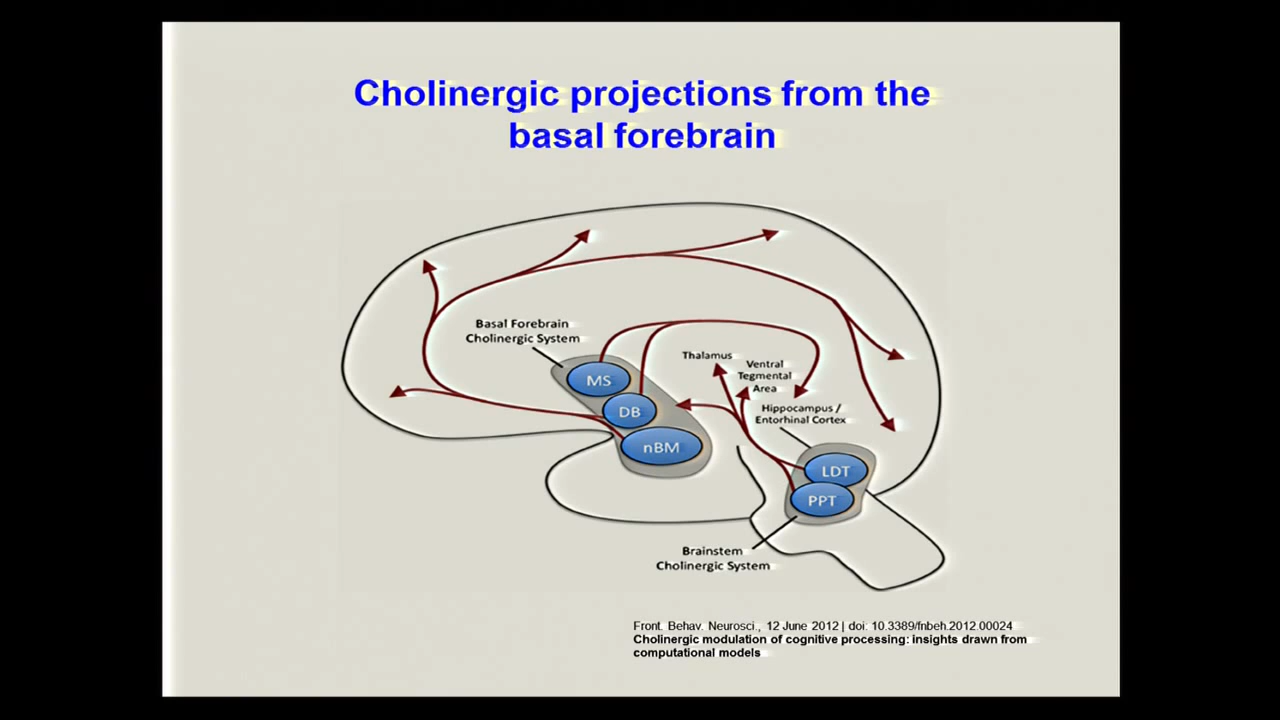 Cholinergic projections from the
basal forebrain
Basal Forebrain
Cholinergic System
MS
DB
nBM
Thalamus
Ventral
Tegmental
Area
Hippocampus /
Entorhinal Cortex
LDT
PPT
Brainstem
Cholinergic System
Front. Behav. Neurosci., 12 June 2012 | doi: 10.3389/fnbeh.2012.00024
Cholinergic modulation of cognitive processing: insights drawn from
computational models